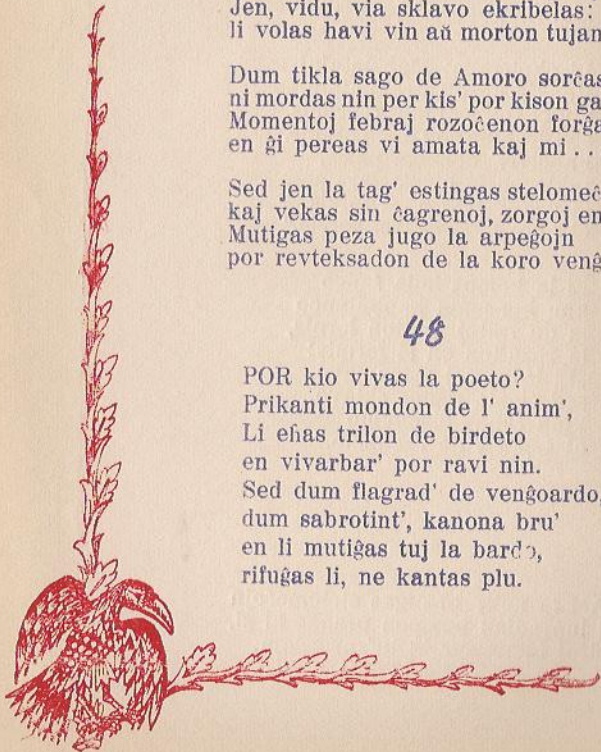 Jen, vidu, via sklavo ekribelas:
li volas havi vin aŭ morton tujan
Dum tikla sago de Amoro sorĉas
ni mordas nin per kis' por kison
Momentoj febraj rozoĉenon
en ĝi pereas vi amata kaj mi . .
Sed jen la tag' estingas
kaj vekas sin ĉagrenoj, zorgoj
Mutigas peza jugo la arpeĝojn
por revteksadon de la koro
48
POR kio vivas la poeto?
Prikanti mondon de l' anim',
Li eĥas trilon de birdeto
en vivarbar' por ravi nin.
Sed dum flagrad' de venĝoardo,
dum sabrotint', kanona bru'
en li mutiĝas tuj la bardo,
rifuĝas li, ne kantas plu.